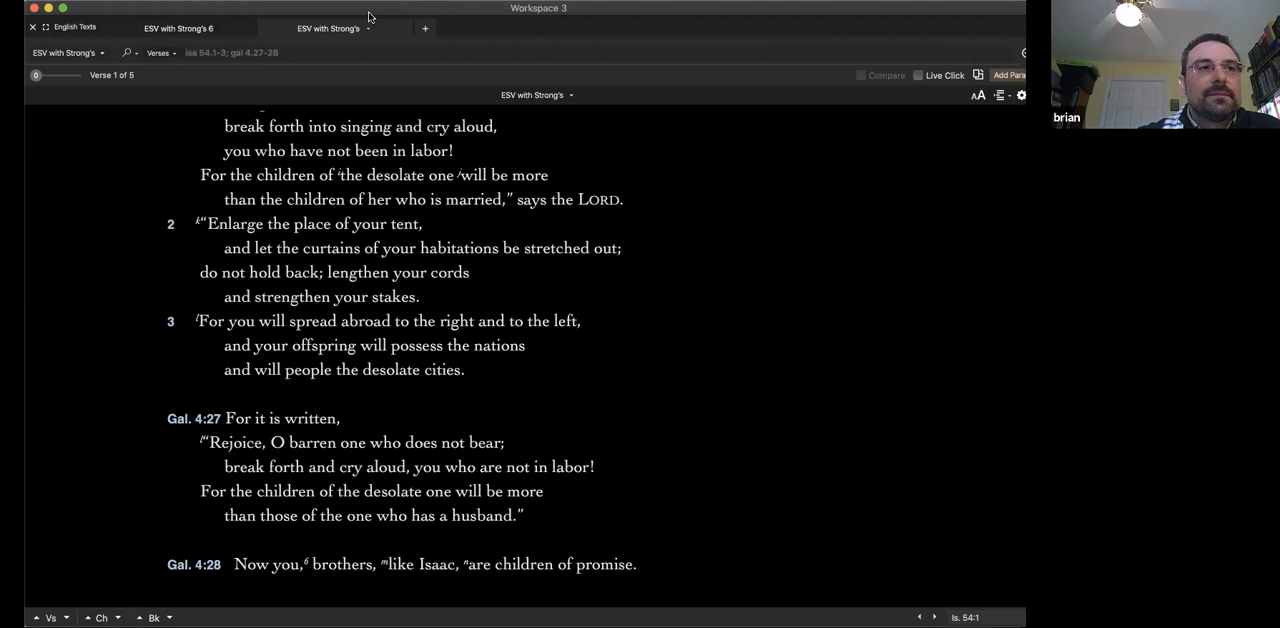 Workspace 3
English Texts
ESV with Strong's 6
ESV with Strong's
+
ESV with Strong's
Verses
isa 54.1-3; gal 4.27-28
0
Verse 1 of 5
Compare
Live Click
Add Para
ESV with Strong's
AA
break forth into singing and cry aloud,
you who have not been in labor!
For the children of the desolate one will be more
than the children of her who is married,” says the LORD.
2 k“Enlarge the place of your tent,
and let the curtains of your habitations be stretched out;
do not hold back; lengthen your cords
and strengthen your stakes.
3 For you will spread abroad to the right and to the left,
and your offspring will possess the nations
and will people the desolate cities.
Gal. 4:27 For it is written,
“Rejoice, O barren one who does not bear;
break forth and cry aloud, you who are not in labor!
For the children of the desolate one will be more
than those of the one who has a husband.”
Gal. 4:28 Now you,6 brothers, mlike Isaac, nare children of promise.
Vs
Ch
Bk
Is. 54:1
brian